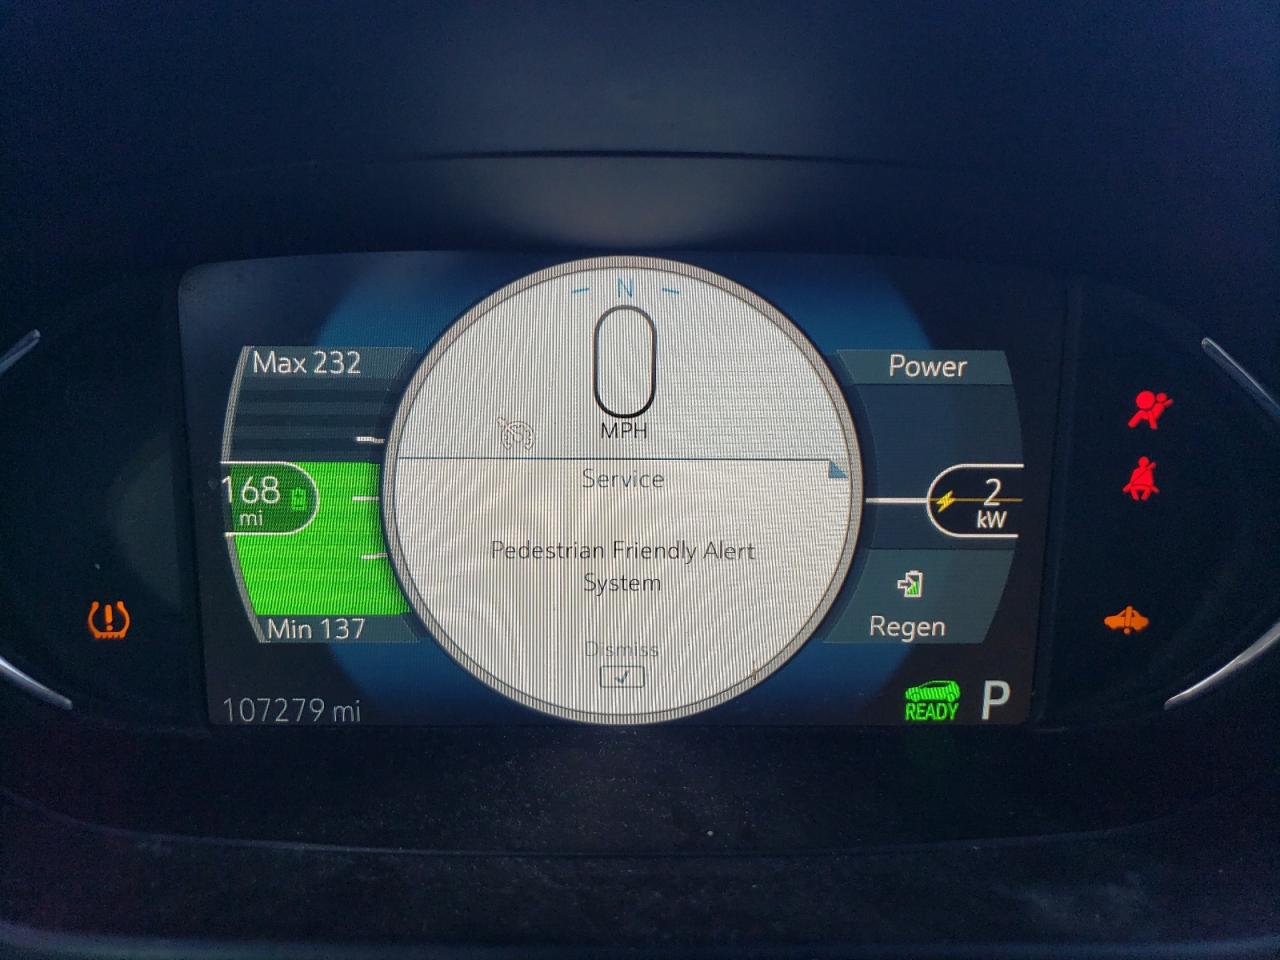 N
0
MPH
Max 232
Power
168
mi
2
kW
Service
Pedestrian Friendly Alert
System
Min 137
Regen
Dismiss
107279 mi
READY
P